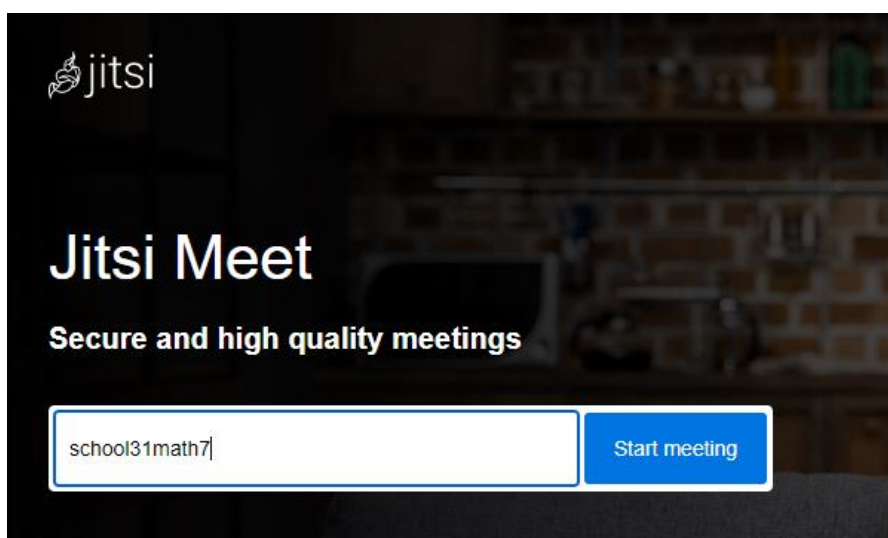 jitsi
Jitsi Meet
Secure and high quality meetings
school31math7
Start meeting